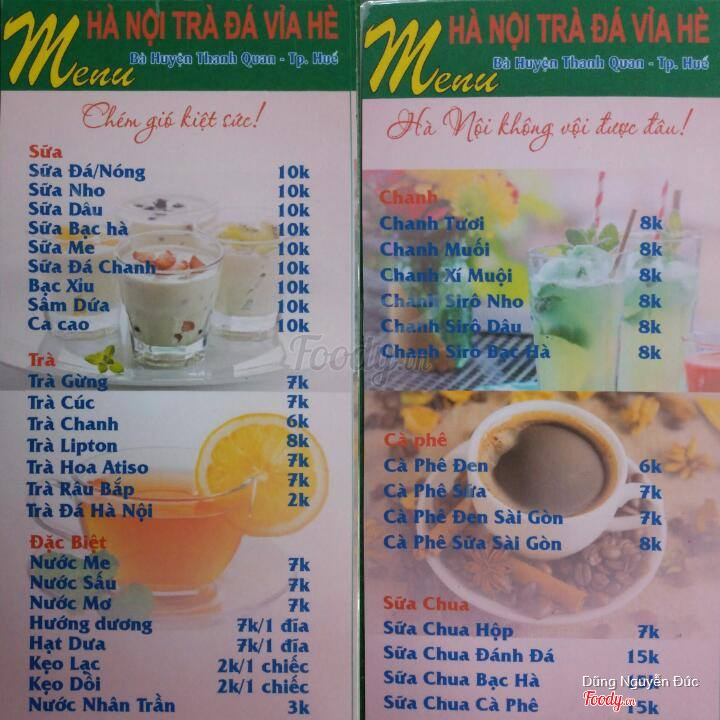 HÀ NỘI TRÀ ĐÁ VỈA HÈ
Bà Huyện Thanh Quan - Tp. Huế
Menu
Chém gió kiệt sức!
Sữa
Sữa Đá/Nóng 10k
Sữa Nho 10k
Sữa Dâu 10k
Sữa Bạc hà 10k
Sữa Me 10k
Sữa Đá Chanh 10k
Bạc Xỉu 10k
Sấm Dứa 10k
Ca cao 10k
Trà
Trà Gừng 7k
Trà Cúc 7k
Trà Chanh 6k
Trà Lipton 8k
Trà Hoa Atiso 7k
Trà Râu Bắp 7k
Trà Đá Hà Nội 2k
Đặc Biệt
Nước Me 7k
Nước Sấu 7k
Nước Mơ 7k
Hướng dương 7k/1 đĩa
Hạt Dưa 7k/1 đĩa
Kẹo Lạc 2k/1 chiếc
Kẹo Dồi 2k/1 chiếc
Nước Nhân Trần 3k
HÀ NỘI TRÀ ĐÁ VỈA HÈ
Bà Huyện Thanh Quan - Tp. Huế
Menu
Hà Nội không vội được đâu!
Chanh
Chanh Tươi 8k
Chanh Muối 8k
Chanh Xí Muội 8k
Chanh Sirô Nho 8k
Chanh Sirô Dâu 8k
Chanh Sirô Bạc Hà 8k
Cà phê
Cà Phê Đen 6k
Cà Phê Sữa 7k
Cà Phê Đen Sài Gòn 7k
Cà Phê Sữa Sài Gòn 8k
Sữa Chua
Sữa Chua Hộp 7k
Sữa Chua Đánh Đá 15k
Sữa Chua Bạc Hà
Sữa Chua Cà Phê 15k
Foody.vn
Dũng Nguyễn Đức
Foody.vn